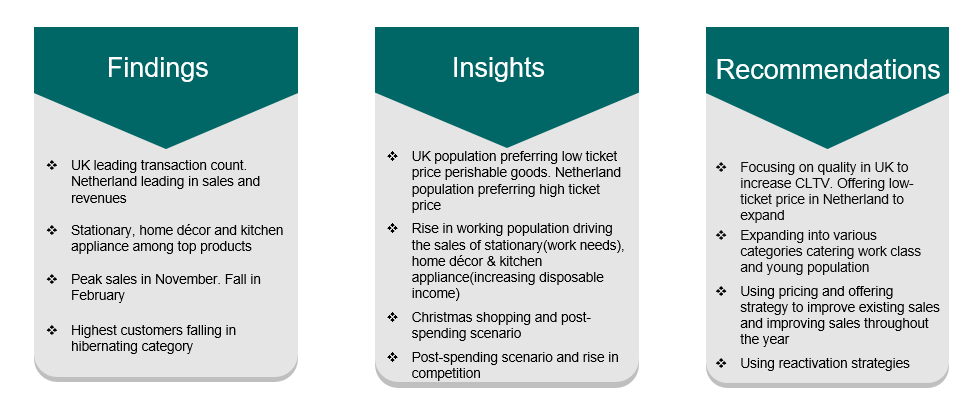 Findings
❖ UK leading transaction count.
Netherland leading in sales and
revenues
❖ Stationary, home décor and kitchen
appliance among top products
❖ Peak sales in November. Fall in
February
❖ Highest customers falling in
hibernating category
Insights
❖ UK population preferring low ticket
price perishable goods. Netherland
population preferring high ticket
price
❖ Rise in working population driving
the sales of stationary(work needs),
home décor & kitchen
appliance(increasing disposable
income)
❖ Christmas shopping and post-
spending scenario
❖ Post-spending scenario and rise in
competition
Recommendations
❖ Focusing on quality in UK to
increase CLTV. Offering low-
ticket price in Netherland to
expand
❖ Expanding into various
categories catering work class
and young population
❖ Using pricing and offering
strategy to improve existing sales
and improving sales throughout
the year
❖ Using reactivation strategies